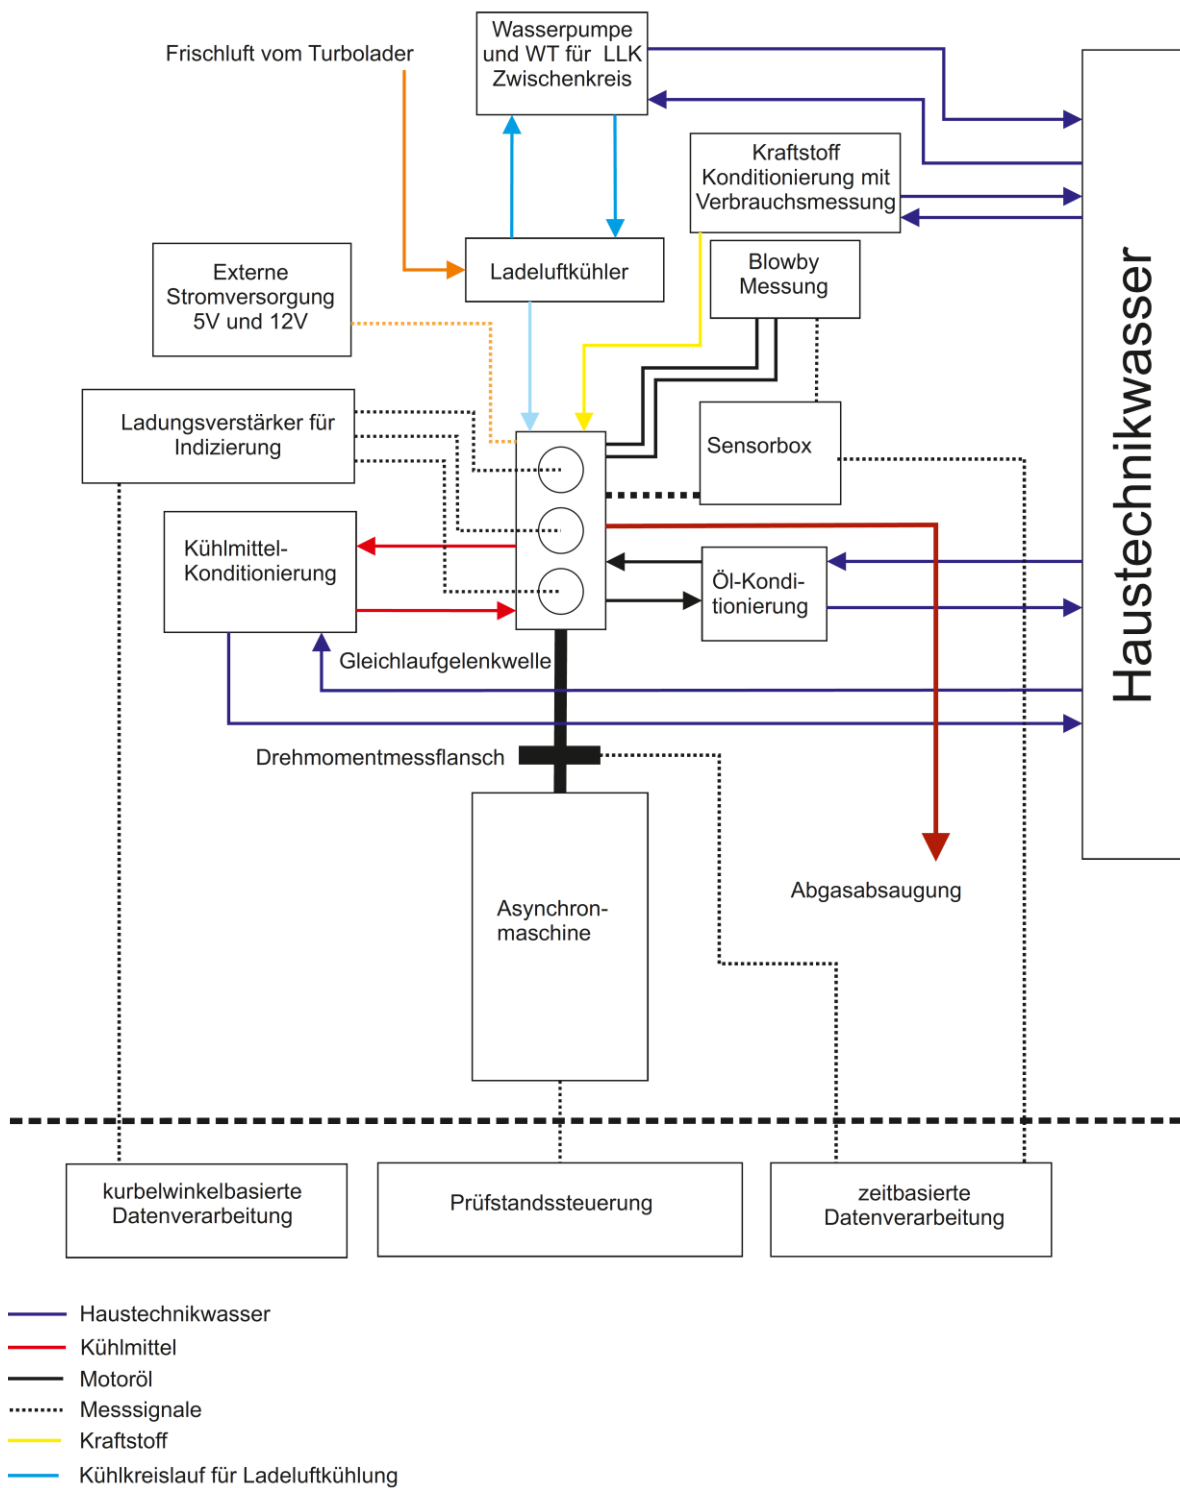 Wasserpumpe
und WT für LLK
Zwischenkreis
Frischluft vom Turbolader
Kraftstoff
Konditionierung mit
Verbrauchsmessung
Externe
Stromversorgung
5V und 12V
Ladeluftkühler
Blowby
Messung
Haustechnikwasser
Ladungsverstärker für
Indizierung
Sensorbox
Kühlmittel-
Konditionierung
Öl-Kondi-
tionierung
Gleichlaufgelenkwelle
Drehmomentmessflansch
Abgasabsaugung
Asynchron-
maschine
kurbelwinkelbasierte
Datenverarbeitung
Prüfstandssteuerung
zeitbasierte
Datenverarbeitung
Haustechnikwasser
Kühlmittel
Motoröl
Messsignale
Kraftstoff
Kühlkreislauf für Ladeluftkühlung